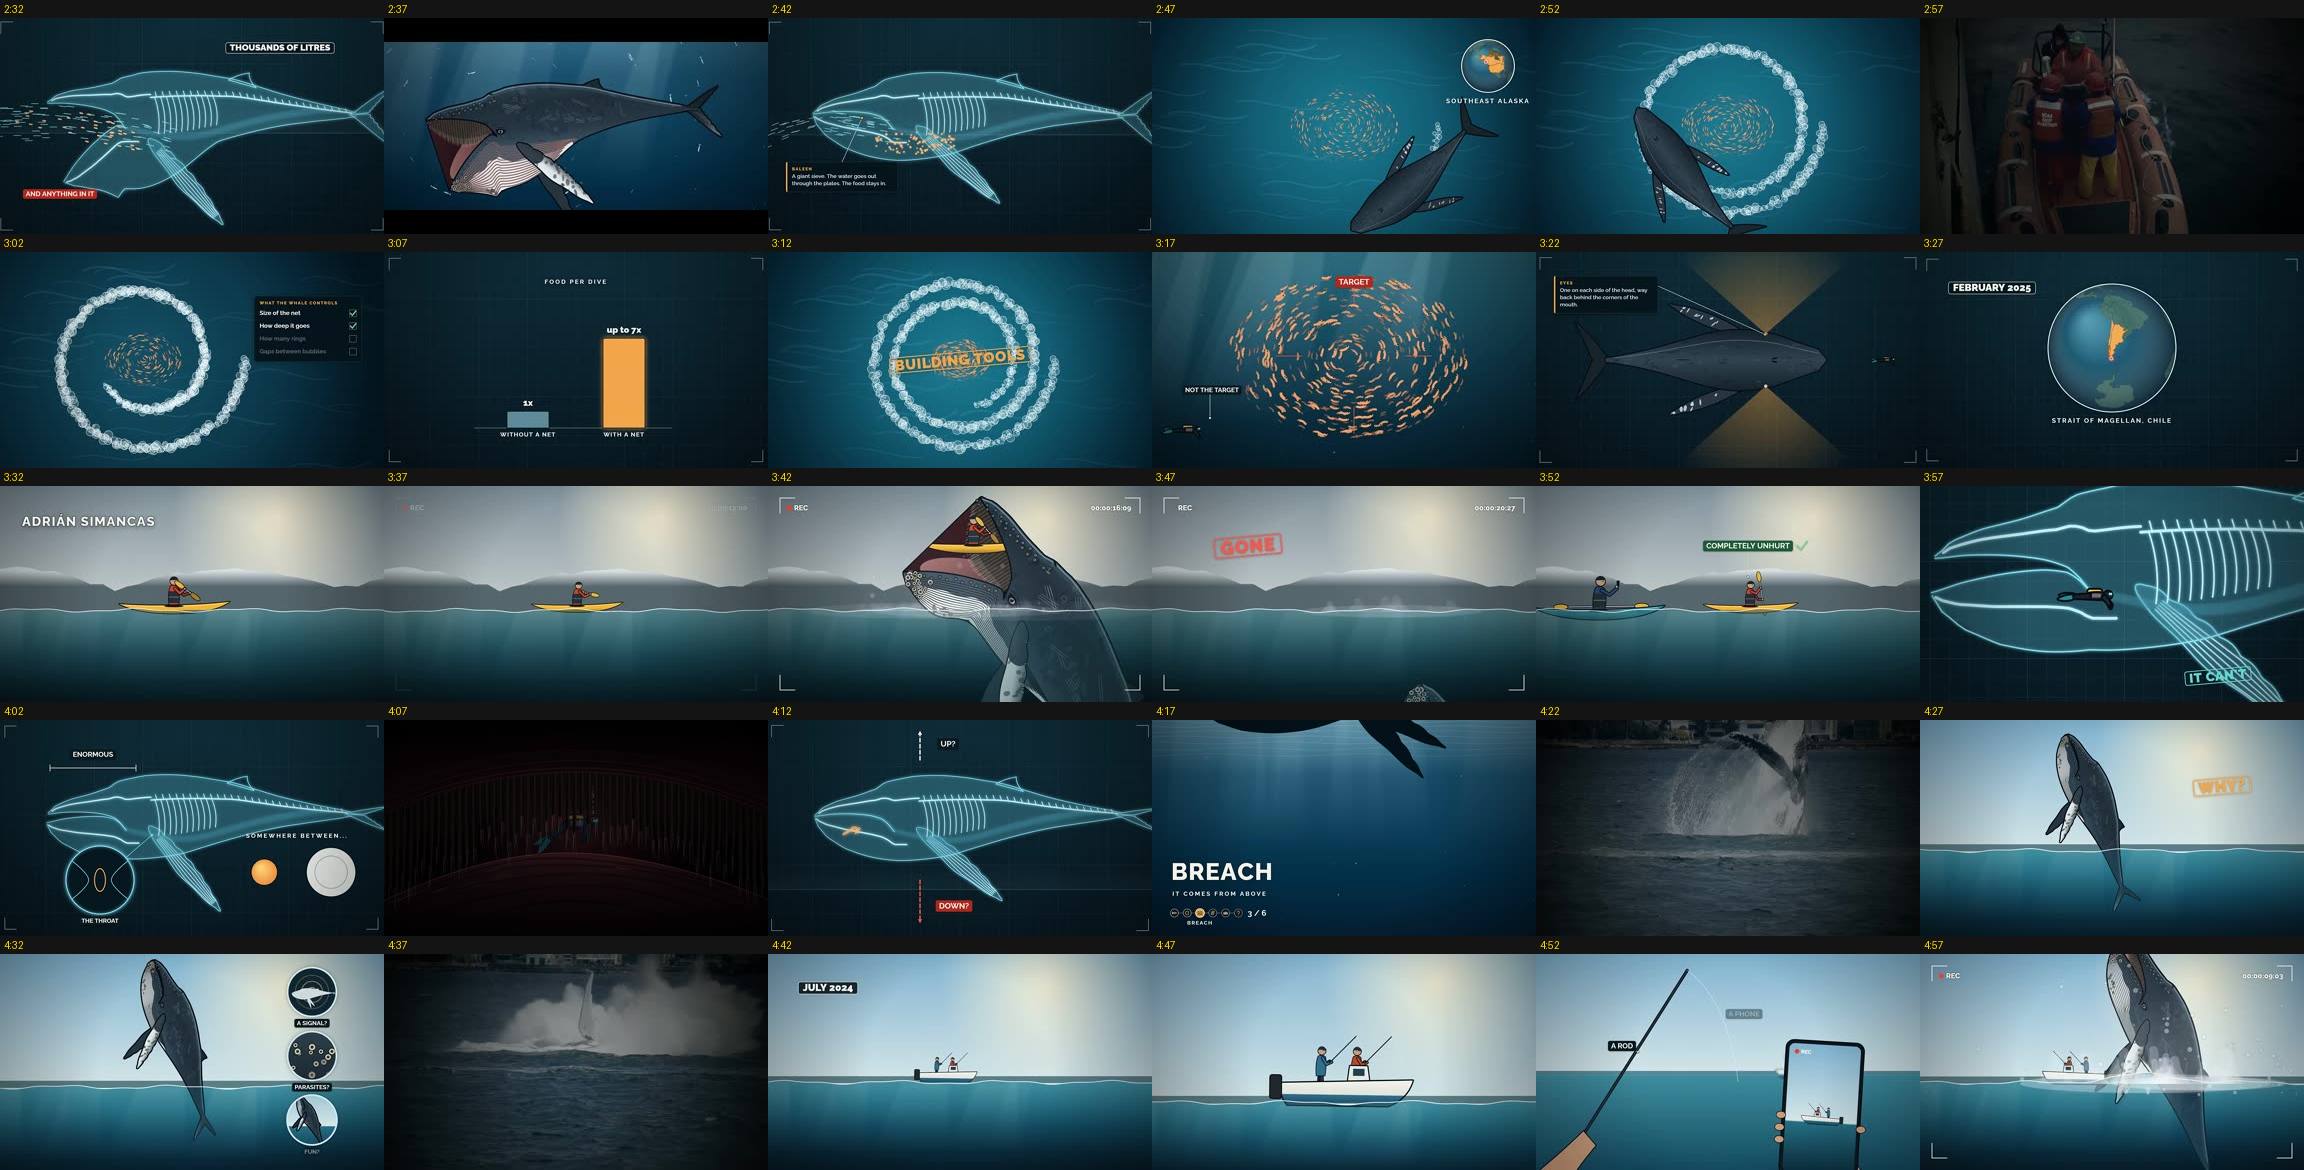 2:32
2:37
2:42
2:47
2:52
2:57
THOUSANDS OF LITRES
AND ANYTHING IN IT
BALEEN
A giant sieve. The water goes out
through the plates. The food stays in.
SOUTHEAST ALASKA
3:02
3:07
3:12
3:17
3:22
3:27
WHAT THE WHALE CONTROLS
Size of the net
How deep it goes
How many rings
Gaps between bubbles
FOOD PER DIVE
up to 7x
1x
WITHOUT A NET
WITH A NET
BUILDING TOOLS
TARGET
NOT THE TARGET
EYES
One on each side of the head, way
back behind the corners of the
mouth.
FEBRUARY 2025
STRAIT OF MAGELLAN, CHILE
3:32
3:37
3:42
3:47
3:52
3:57
ADRIÁN SIMANCAS
REC
REC
00:00:16:09
REC
00:00:20:27
GONE
COMPLETELY UNHURT
IT CAN'T
4:02
4:07
4:12
4:17
4:22
4:27
ENORMOUS
SOMEWHERE BETWEEN...
THE THROAT
UP?
DOWN?
BREACH
IT COMES FROM ABOVE
3 / 6
BREACH
WHY?
4:32
4:37
4:42
4:47
4:52
4:57
A SIGNAL?
PARASITES?
FUN?
JULY 2024
A ROD
A PHONE
REC
REC
00:00:09:03